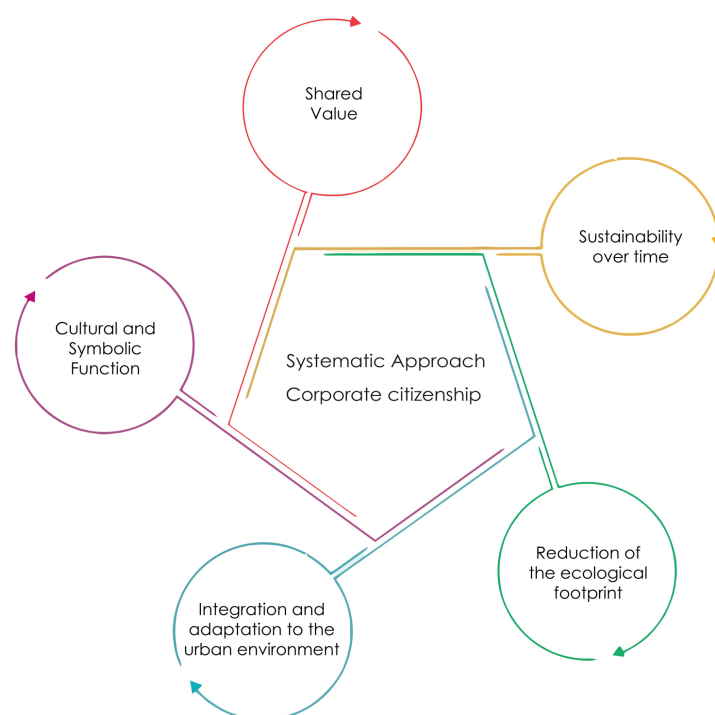 Shared
Value
Sustainability
over time
Cultural and
Symbolic
Function
Systematic Approach
Corporate citizenship
Reduction of
the ecological
footprint
Integration and
adaptation to the
urban environment